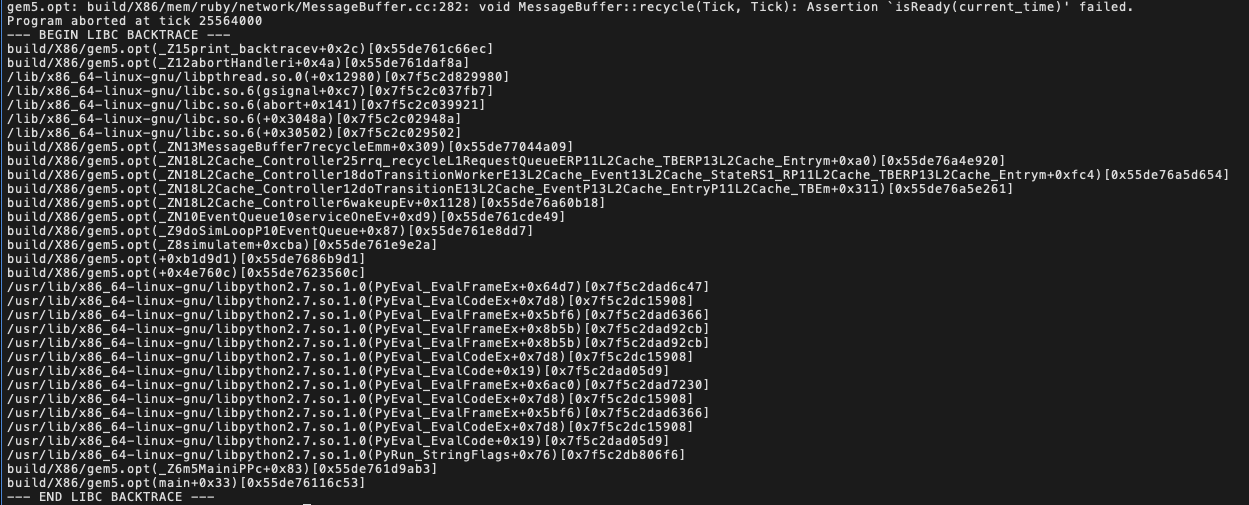 gem5.opt: build/X86/mem/ruby/network/MessageBuffer.cc:282: void MessageBuffer::recycle(Tick, Tick): Assertion `isReady(current_time)' failed.
Program aborted at tick 25564000
--- BEGIN LIBC BACKTRACE ---
build/X86/gem5.opt(_Z15print_backtracev+0x2c)[0x55de761c66ec]
build/X86/gem5.opt(_Z12abortHandleri+0x4a)[0x55de761daf8a]
/lib/x86_64-linux-gnu/libpthread.so.0(+0x12980)[0x7f5c2d829980]
/lib/x86_64-linux-gnu/libc.so.6(gsignal+0xc7)[0x7f5c2c037fb7]
/lib/x86_64-linux-gnu/libc.so.6(abort+0x141)[0x7f5c2c039921]
/lib/x86_64-linux-gnu/libc.so.6(+0x3048a)[0x7f5c2c02948a]
/lib/x86_64-linux-gnu/libc.so.6(+0x30502)[0x7f5c2c029502]
build/X86/gem5.opt(_ZN13MessageBuffer7recycleEmm+0x309)[0x55de77044a09]
build/X86/gem5.opt(_ZN18L2Cache_Controller25rrq_recycleL1RequestQueueERP11L2Cache_TBERP13L2Cache_Entrym+0xa0)[0x55de76a4e920]
build/X86/gem5.opt(_ZN18L2Cache_Controller18doTransitionWorkerE13L2Cache_Event13L2Cache_StateRS1_RP11L2Cache_TBERP13L2Cache_Entrym+0xfc4)[0x55de76a5d654]
build/X86/gem5.opt(_ZN18L2Cache_Controller12doTransitionE13L2Cache_EventP13L2Cache_EntryP11L2Cache_TBEm+0x311)[0x55de76a5e261]
build/X86/gem5.opt(_ZN18L2Cache_Controller6wakeupEv+0x1128)[0x55de76a60b18]
build/X86/gem5.opt(_ZN10EventQueue10serviceOneEv+0xd9)[0x55de761cde49]
build/X86/gem5.opt(_Z9doSimLoopP10EventQueue+0x87)[0x55de761e8dd7]
build/X86/gem5.opt(_Z8simulatem+0xcba)[0x55de761e9e2a]
build/X86/gem5.opt(+0xb1d9d1)[0x55de7686b9d1]
build/X86/gem5.opt(+0x4e760c)[0x55de7623560c]
/usr/lib/x86_64-linux-gnu/libpython2.7.so.1.0(PyEval_EvalFrameEx+0x64d7)[0x7f5c2dad6c47]
/usr/lib/x86_64-linux-gnu/libpython2.7.so.1.0(PyEval_EvalCodeEx+0x7d8)[0x7f5c2dc15908]
/usr/lib/x86_64-linux-gnu/libpython2.7.so.1.0(PyEval_EvalFrameEx+0x5bf6)[0x7f5c2dad6366]
/usr/lib/x86_64-linux-gnu/libpython2.7.so.1.0(PyEval_EvalFrameEx+0x8b5b)[0x7f5c2dad92cb]
/usr/lib/x86_64-linux-gnu/libpython2.7.so.1.0(PyEval_EvalFrameEx+0x8b5b)[0x7f5c2dad92cb]
/usr/lib/x86_64-linux-gnu/libpython2.7.so.1.0(PyEval_EvalCodeEx+0x7d8)[0x7f5c2dc15908]
/usr/lib/x86_64-linux-gnu/libpython2.7.so.1.0(PyEval_EvalCode+0x19)[0x7f5c2dad05d9]
/usr/lib/x86_64-linux-gnu/libpython2.7.so.1.0(PyEval_EvalFrameEx+0x6ac0)[0x7f5c2dad7230]
/usr/lib/x86_64-linux-gnu/libpython2.7.so.1.0(PyEval_EvalCodeEx+0x7d8)[0x7f5c2dc15908]
/usr/lib/x86_64-linux-gnu/libpython2.7.so.1.0(PyEval_EvalFrameEx+0x5bf6)[0x7f5c2dad6366]
/usr/lib/x86_64-linux-gnu/libpython2.7.so.1.0(PyEval_EvalCodeEx+0x7d8)[0x7f5c2dc15908]
/usr/lib/x86_64-linux-gnu/libpython2.7.so.1.0(PyEval_EvalCode+0x19)[0x7f5c2dad05d9]
/usr/lib/x86_64-linux-gnu/libpython2.7.so.1.0(PyRun_StringFlags+0x76)[0x7f5c2db806f6]
build/X86/gem5.opt(_Z6m5MainiPPc+0x83)[0x55de761d9ab3]
build/X86/gem5.opt(main+0x33)[0x55de76116c53]
--- END LIBC BACKTRACE ---